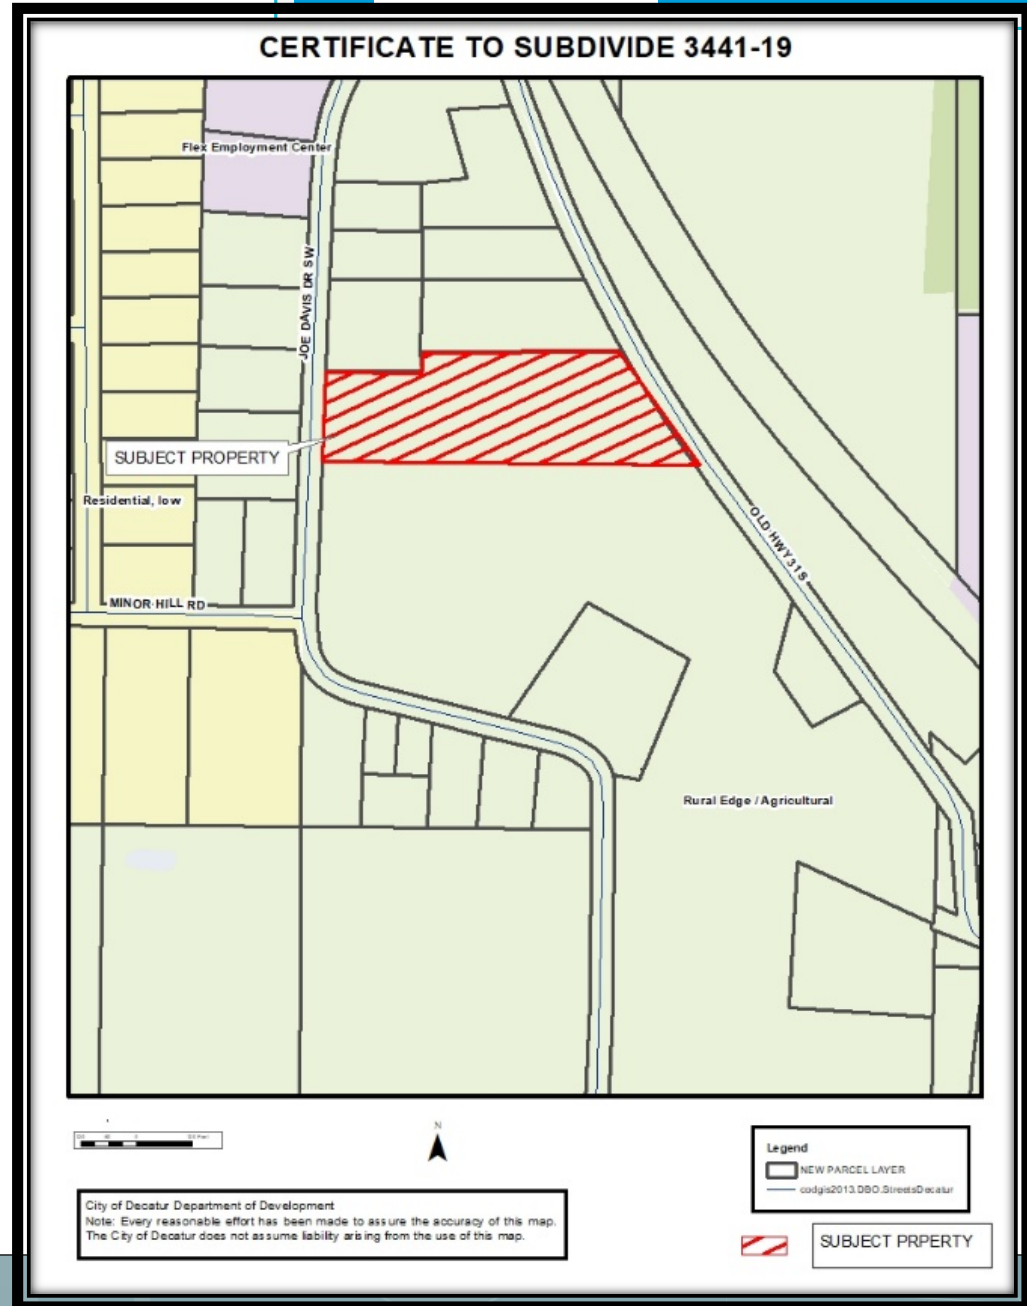 CERTIFICATE TO SUBDIVIDE 3441-19
Flex Employment Center
JOE DAVIS DR SW
SUBJECT PROPERTY
Residential, low
OLD HWY 31 S
MINOR HILL RD
Rural Edge / Agricultural
N
Legend
NEW PARCEL LAYER
codgis2013.DBO.StreetsDecatur
City of Decatur Department of Development
Note: Every reasonable effort has been made to assure the accuracy of this map.
The City of Decatur does not assume liability arising from the use of this map.
SUBJECT PRPERTY